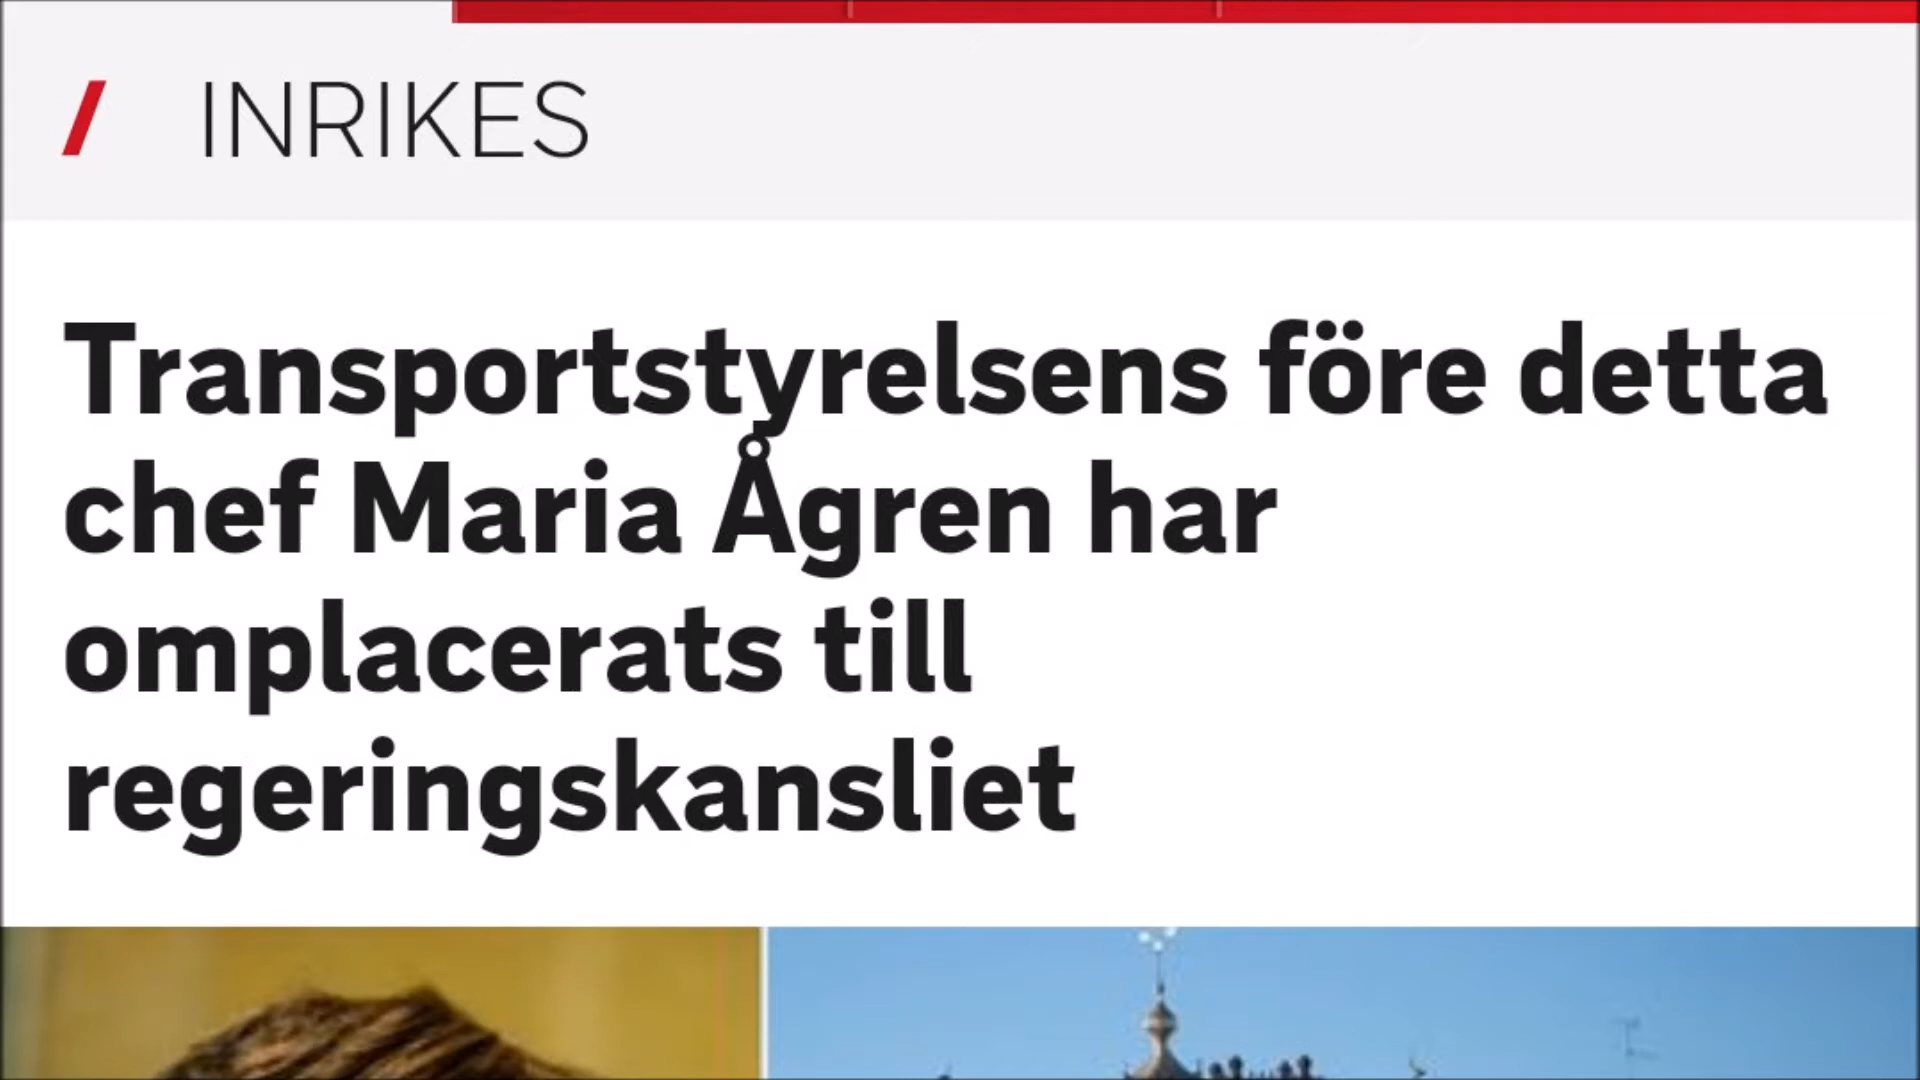 / INRIKES
Transportstyrelsens före detta
chef Maria Ågren har
omplacerats till
regeringskansliet